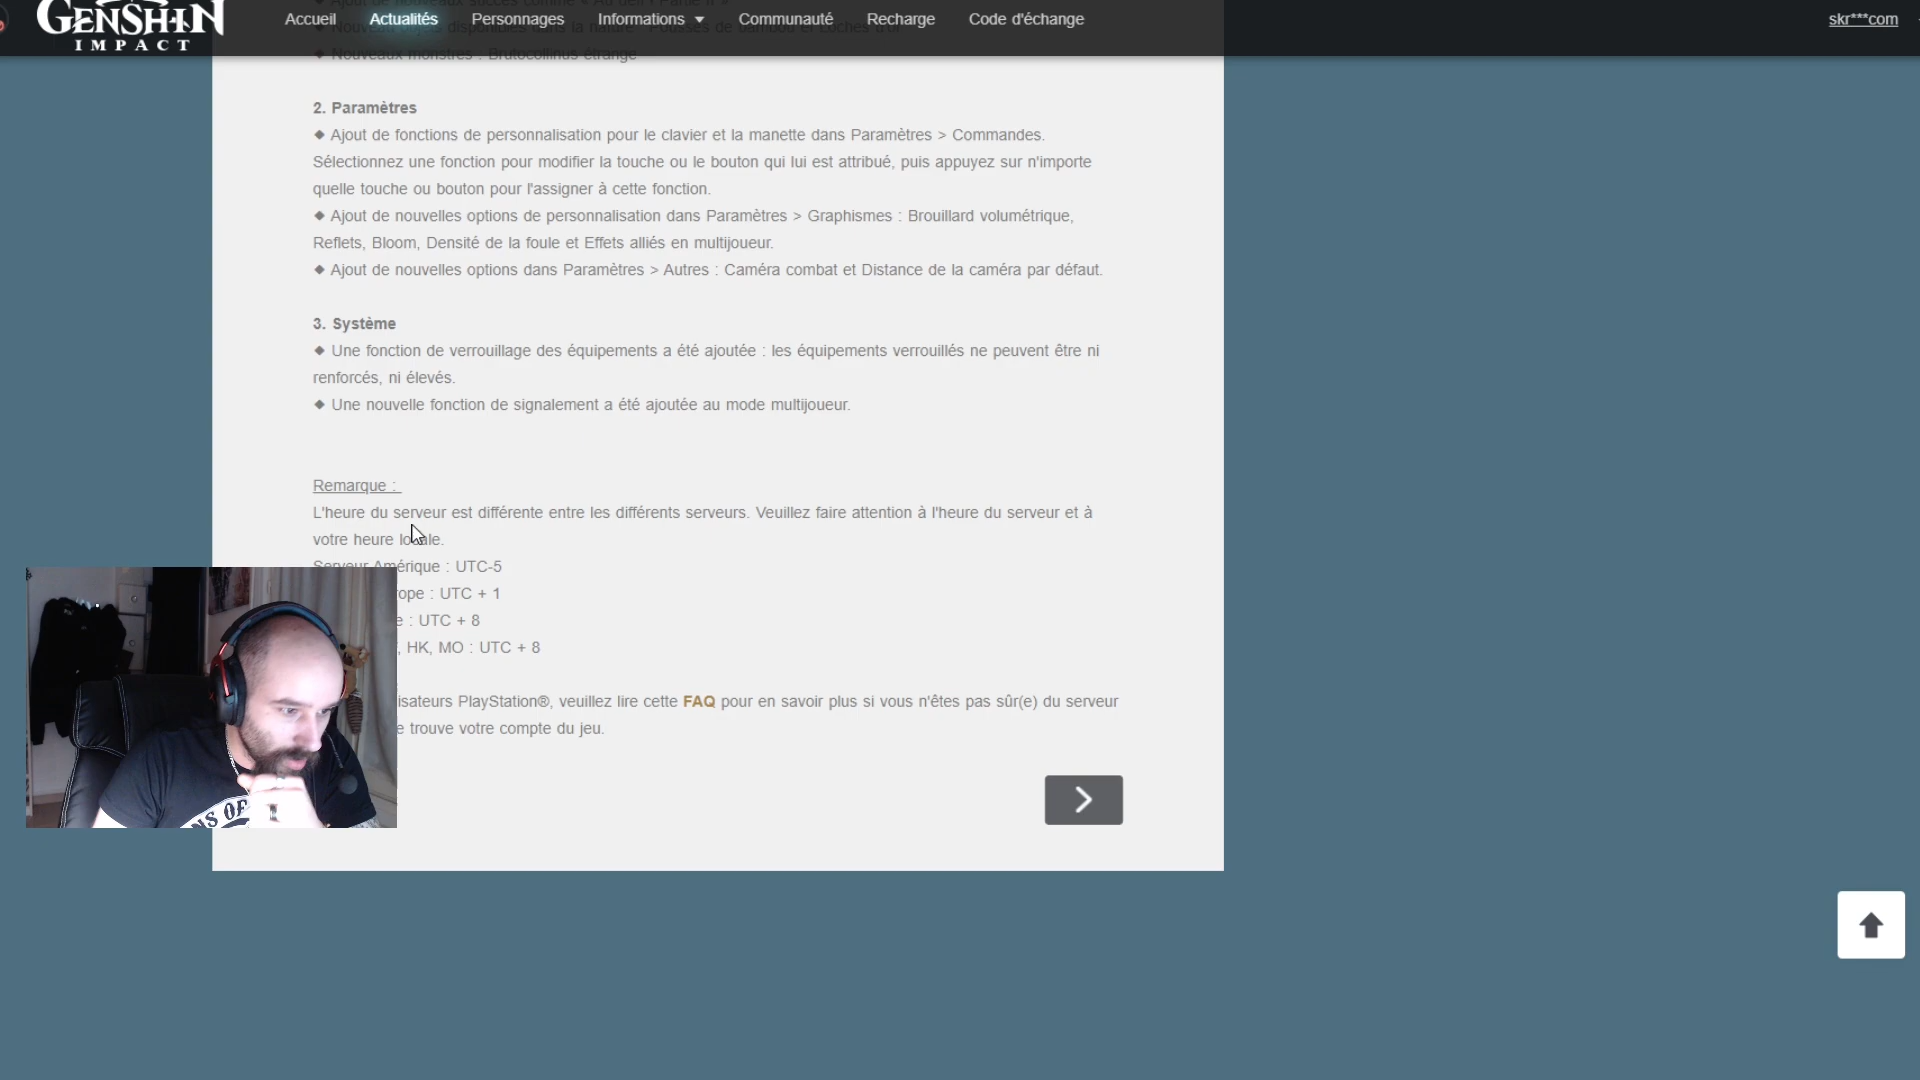 GENSHIN
IMPACT
Accueil
Actualités
Personnages
Informations
Communauté
Recharge
Code d'échange
skr***com
◆ Nouveaux monstres : Brutocollinus étrange
2. Paramètres
◆ Ajout de fonctions de personnalisation pour le clavier et la manette dans Paramètres > Commandes.
Sélectionnez une fonction pour modifier la touche ou le bouton qui lui est attribué, puis appuyez sur n'importe
quelle touche ou bouton pour l'assigner à cette fonction.
◆ Ajout de nouvelles options de personnalisation dans Paramètres > Graphismes : Brouillard volumétrique,
Reflets, Bloom, Densité de la foule et Effets alliés en multijoueur.
◆ Ajout de nouvelles options dans Paramètres > Autres : Caméra combat et Distance de la caméra par défaut.
3. Système
◆ Une fonction de verrouillage des équipements a été ajoutée : les équipements verrouillés ne peuvent être ni
renforcés, ni élevés.
◆ Une nouvelle fonction de signalement a été ajoutée au mode multijoueur.
Remarque :
L'heure du serveur est différente entre les différents serveurs. Veuillez faire attention à l'heure du serveur et à
votre heure locale.
Serveur Amérique : UTC-5
ope : UTC + 1
e : UTC + 8
, HK, MO : UTC + 8
isateurs PlayStation®, veuillez lire cette FAQ pour en savoir plus si vous n'êtes pas sûr(e) du serveur
e trouve votre compte du jeu.
NS OF